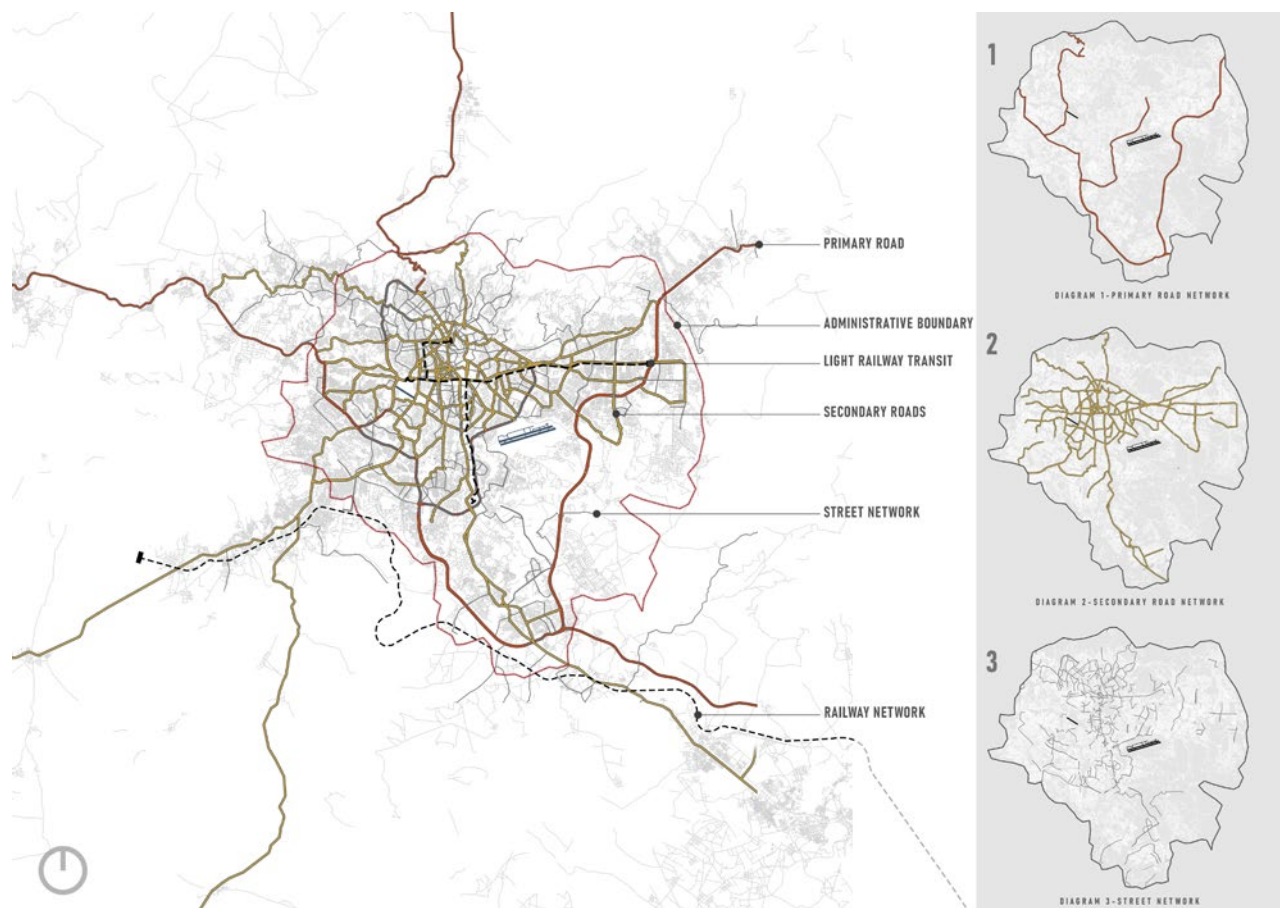 PRIMARY ROAD
ADMINISTRATIVE BOUNDARY
LIGHT RAILWAY TRANSIT
SECONDARY ROADS
STREET NETWORK
RAILWAY NETWORK
1
DIAGRAM 1-PRIMARY ROAD NETWORK
2
DIAGRAM 2-SECONDARY ROAD NETWORK
3
DIAGRAM 3-STREET NETWORK